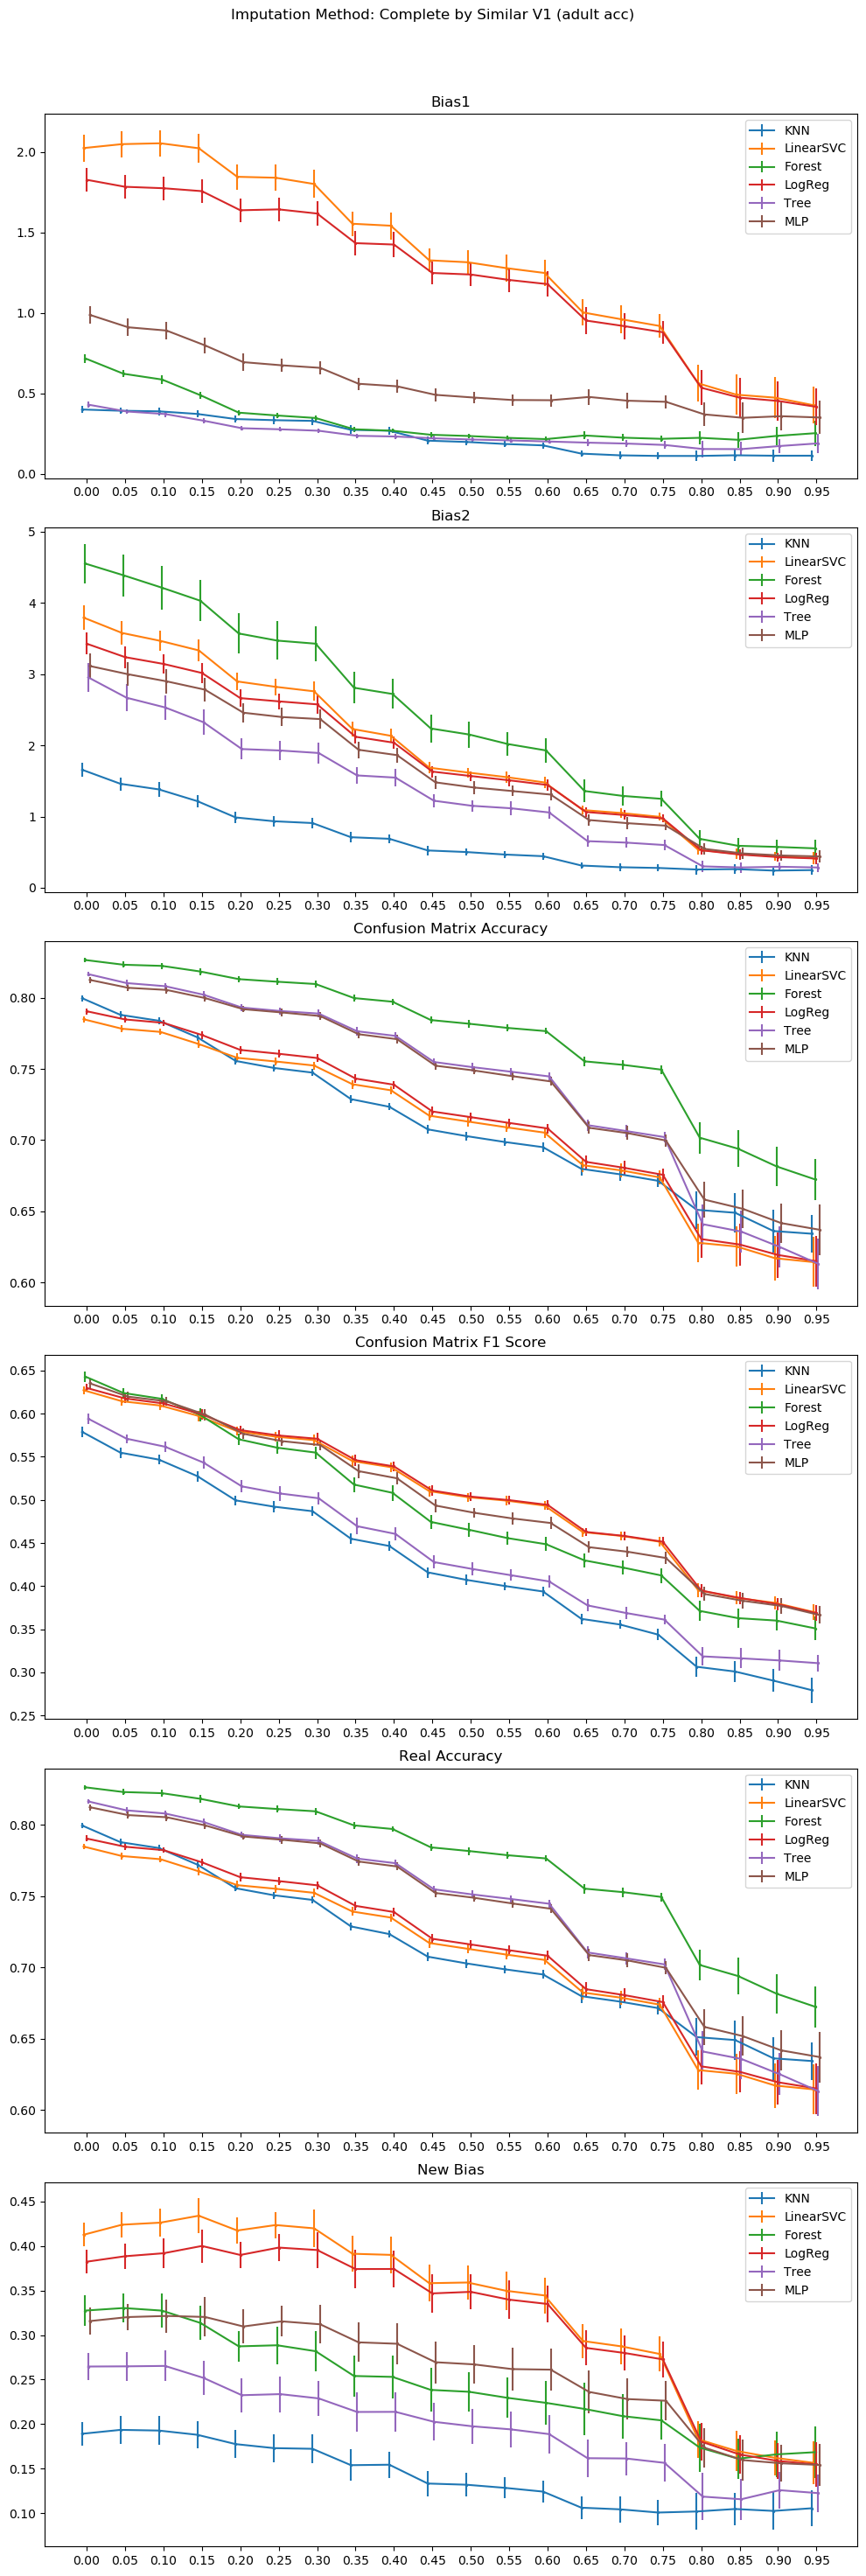 Imputation Method: Complete by Similar V1 (adult acc)
Bias1
KNN
LinearSVC
Forest
LogReg
Tree
MLP
2.0
1.5
1.0
0.5
0.0
0.00 0.05 0.10 0.15 0.20 0.25 0.30 0.35 0.40 0.45 0.50 0.55 0.60 0.65 0.70 0.75 0.80 0.85 0.90 0.95
Bias2
KNN
LinearSVC
Forest
LogReg
Tree
MLP
5
4
3
2
1
0
0.00 0.05 0.10 0.15 0.20 0.25 0.30 0.35 0.40 0.45 0.50 0.55 0.60 0.65 0.70 0.75 0.80 0.85 0.90 0.95
Confusion Matrix Accuracy
KNN
LinearSVC
Forest
LogReg
Tree
MLP
0.80
0.75
0.70
0.65
0.60
0.00 0.05 0.10 0.15 0.20 0.25 0.30 0.35 0.40 0.45 0.50 0.55 0.60 0.65 0.70 0.75 0.80 0.85 0.90 0.95
Confusion Matrix F1 Score
KNN
LinearSVC
Forest
LogReg
Tree
MLP
0.65
0.60
0.55
0.50
0.45
0.40
0.35
0.30
0.25
0.00 0.05 0.10 0.15 0.20 0.25 0.30 0.35 0.40 0.45 0.50 0.55 0.60 0.65 0.70 0.75 0.80 0.85 0.90 0.95
Real Accuracy
KNN
LinearSVC
Forest
LogReg
Tree
MLP
0.80
0.75
0.70
0.65
0.60
0.00 0.05 0.10 0.15 0.20 0.25 0.30 0.35 0.40 0.45 0.50 0.55 0.60 0.65 0.70 0.75 0.80 0.85 0.90 0.95
New Bias
KNN
LinearSVC
Forest
LogReg
Tree
MLP
0.45
0.40
0.35
0.30
0.25
0.20
0.15
0.10
0.00 0.05 0.10 0.15 0.20 0.25 0.30 0.35 0.40 0.45 0.50 0.55 0.60 0.65 0.70 0.75 0.80 0.85 0.90 0.95